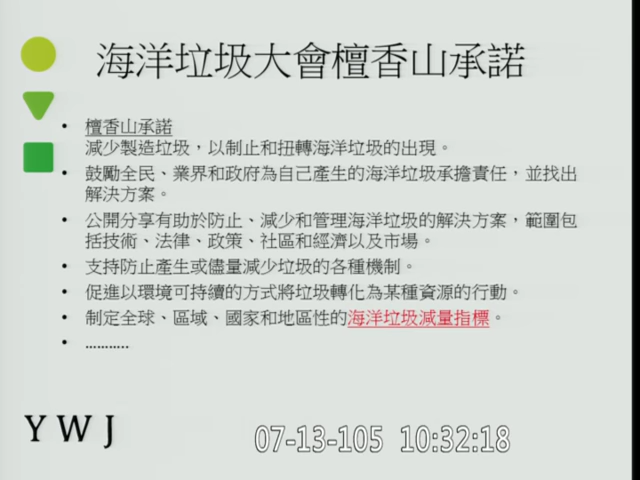 海洋垃圾大會檀香山承諾
• 檀香山承諾
減少製造垃圾，以制止和扭轉海洋垃圾的出現。
• 鼓勵全民、業界和政府為自己產生的海洋垃圾承擔責任，並找出
解決方案。
• 公開分享有助於防止、減少和管理海洋垃圾的解決方案，範圍包
括技術、法律、政策、社區和經濟以及市場。
• 支持防止產生或儘量減少垃圾的各種機制。
• 促進以環境可持續的方式將垃圾轉化為某種資源的行動。
• 制定全球、區域、國家和地區性的海洋垃圾減量指標。
• ...........
YWJ
07-13-105 10:32:18